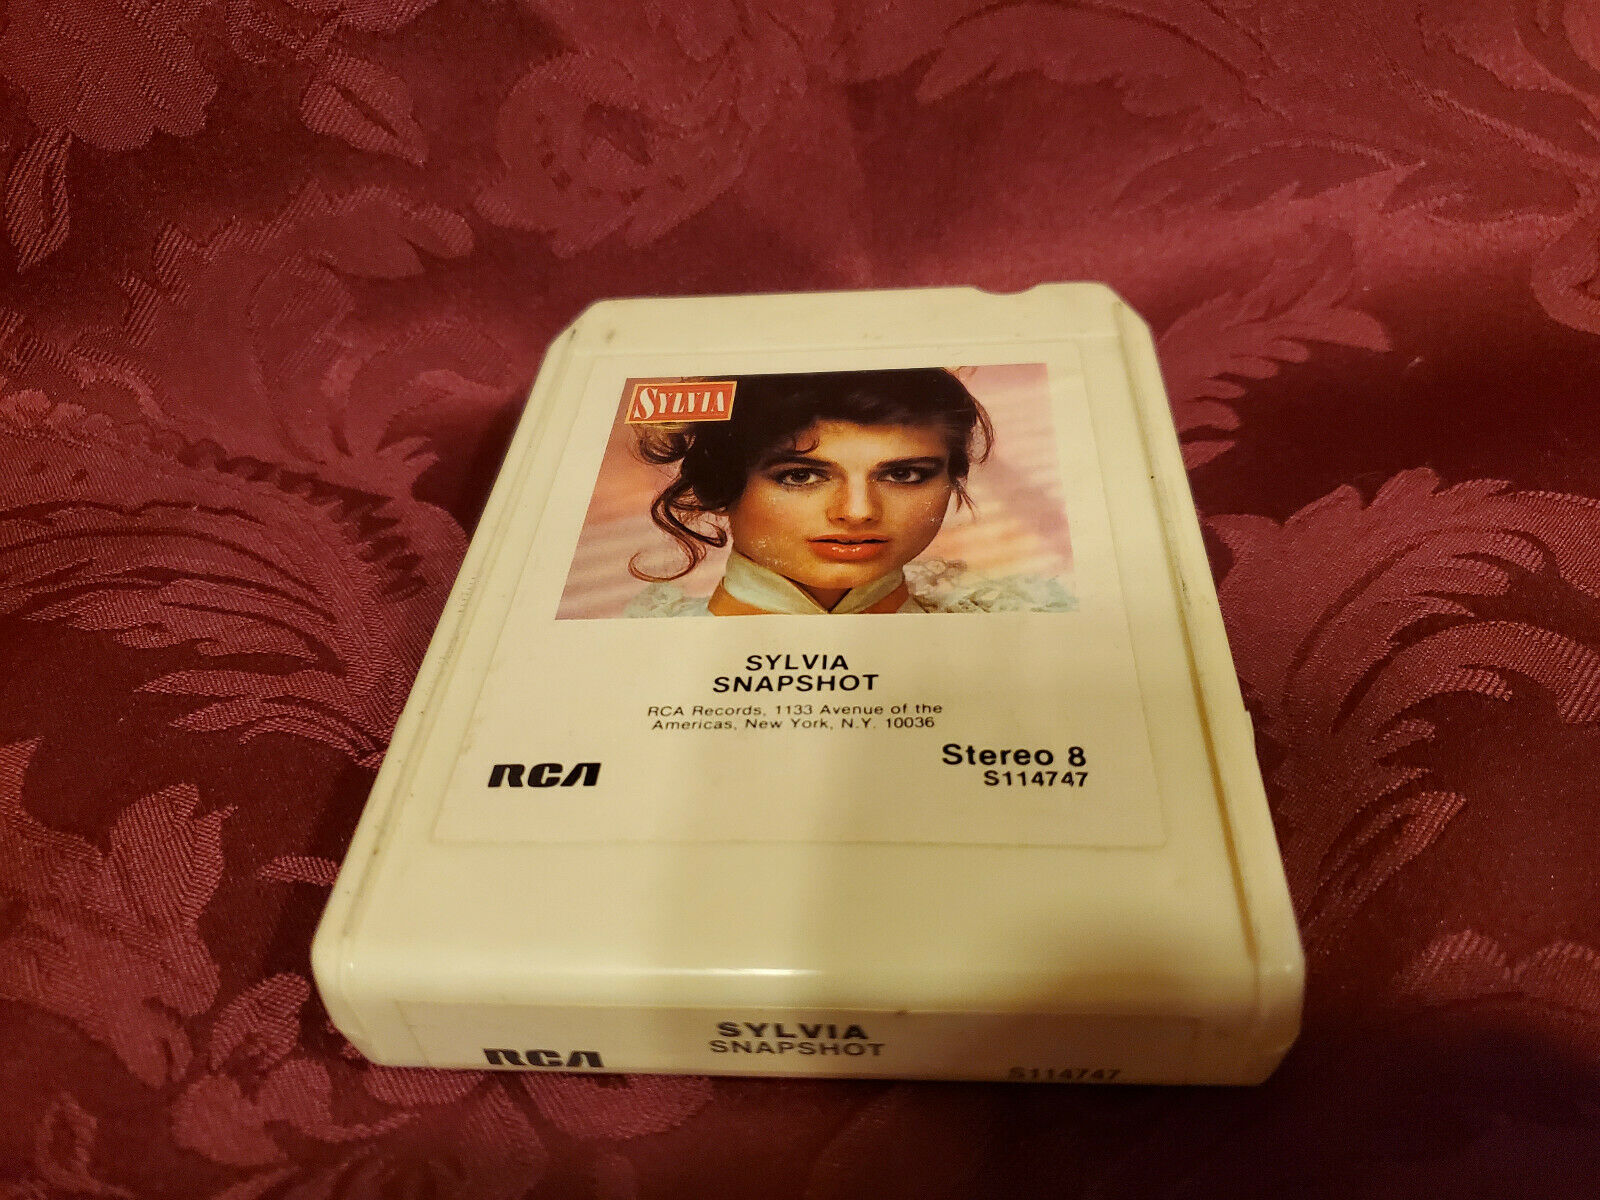 SYLVIA
SYLVIA
SNAPSHOT
RCA Records, 1133 Avenue of the
Americas, New York, N.Y. 10036
RCA
Stereo 8
S114747
SYLVIA
SNAPSHOT
RCA
S114747